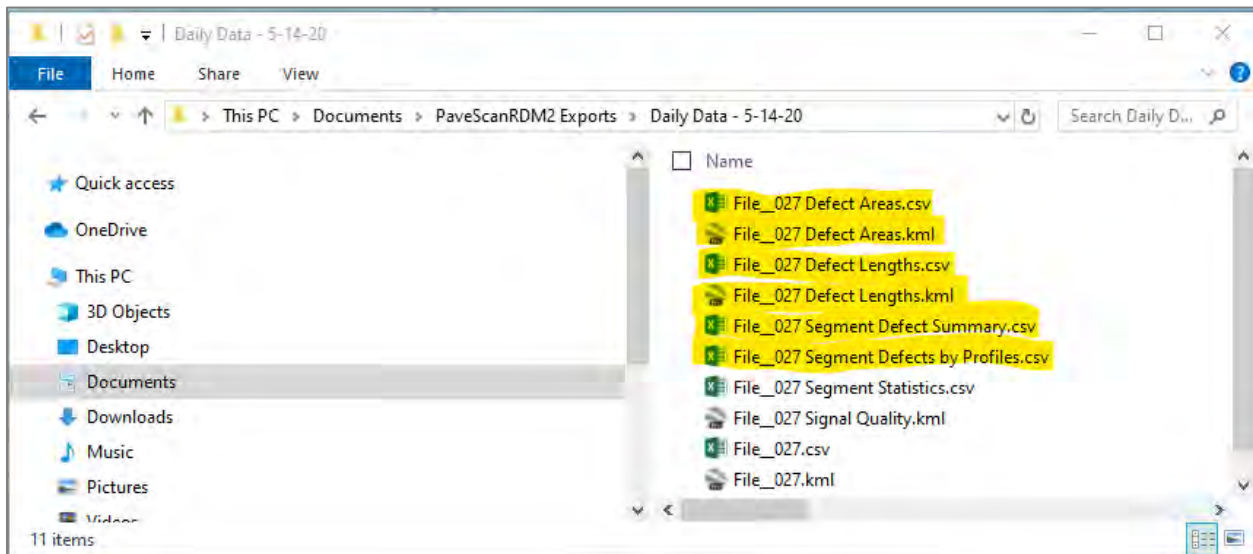 Daily Data - 5-14-20
File Home Share View
This PC > Documents > PaveScanRDM2 Exports > Daily Data - 5-14-20
Search Daily D...
Quick access
OneDrive
This PC
3D Objects
Desktop
Documents
Downloads
Music
Pictures
Videos
Name
File__027 Defect Areas.csv
File__027 Defect Areas.kml
File__027 Defect Lengths.csv
File__027 Defect Lengths.kml
File__027 Segment Defect Summary.csv
File__027 Segment Defects by Profiles.csv
File__027 Segment Statistics.csv
File__027 Signal Quality.kml
File__027.csv
File__027.kml
11 items